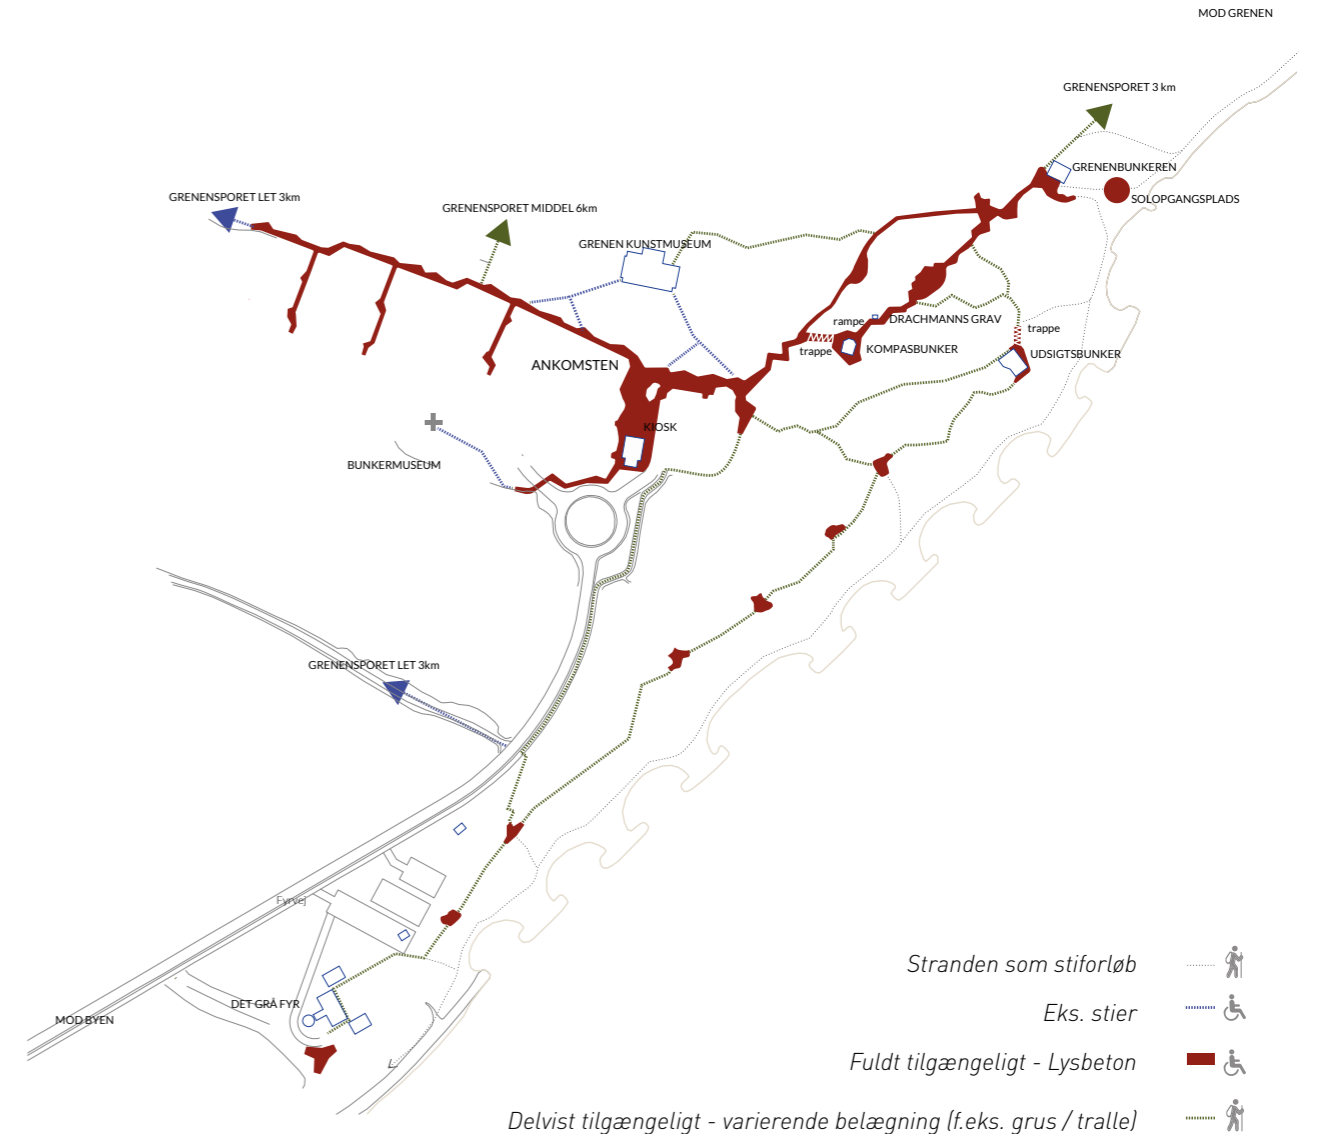 MOD GRENEN
GRENENSPORET 3 km
GRENENBUNKEREN
GRENENSPORET LET 3km
SOLOPGANGSPLADS
GRENENSPORET MIDDEL 6km
GRENEN KUNSTMUSEUM
rampe
DRACHMANNS GRAV
trappe
trappe
KOMPASBUNKER
UDSIGTSBUNKER
ANKOMSTEN
KIOSK
BUNKERMUSEUM
GRENENSPORET LET 3km
Fyrvej
DET GRÅ FYR
MOD BYEN
Stranden som stiforløb
Eks. stier
Fuldt tilgængeligt - Lysbeton
Delvist tilgængeligt - varierende belægning (f.eks. grus / tralle)